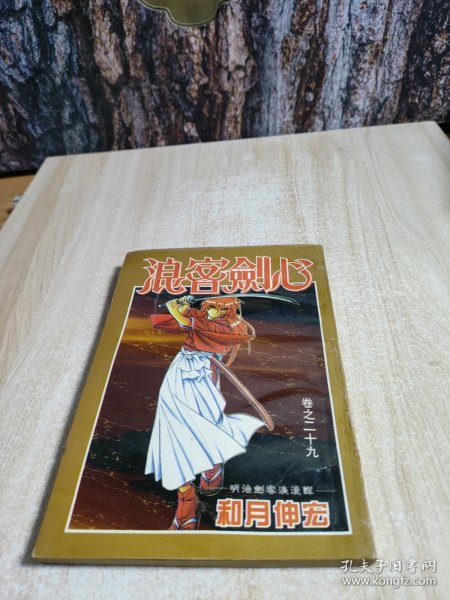 浪客劍心
卷之二十九
明治劍客浪漫譚
和月伸宏
孔夫子旧书网
www.kongfz.com